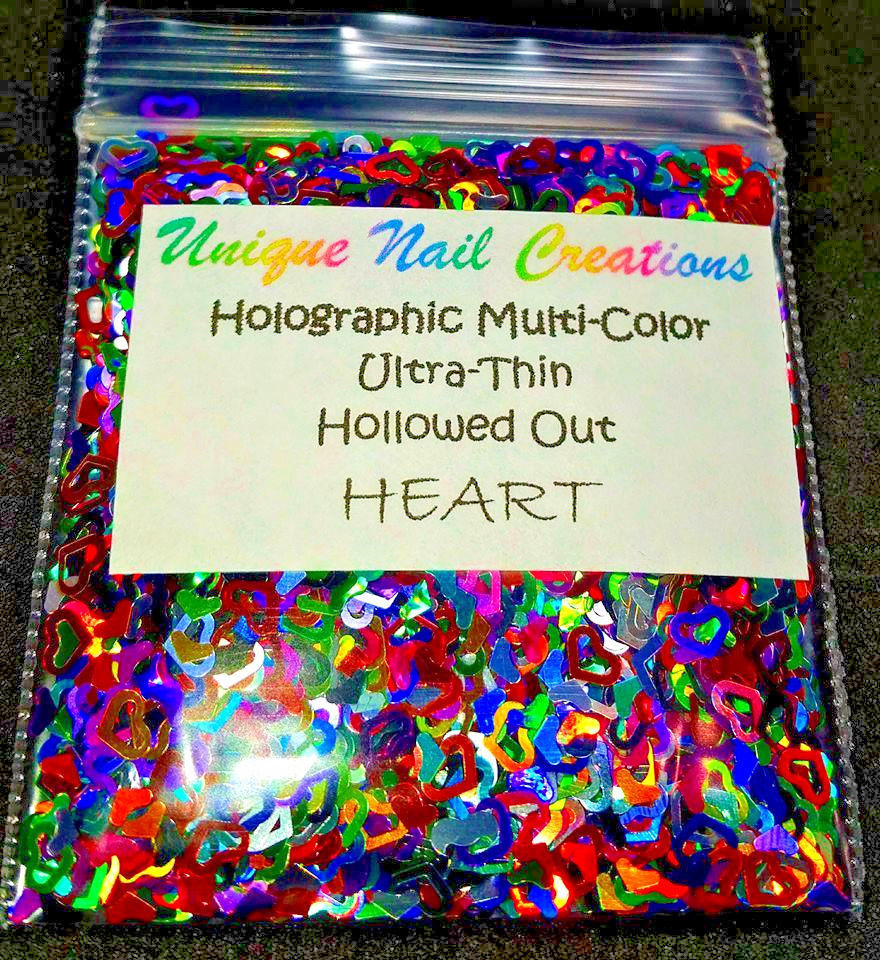 Unique Nail Creations
Holographic Multi-Color
Ultra-Thin
Hollowed Out
HEART